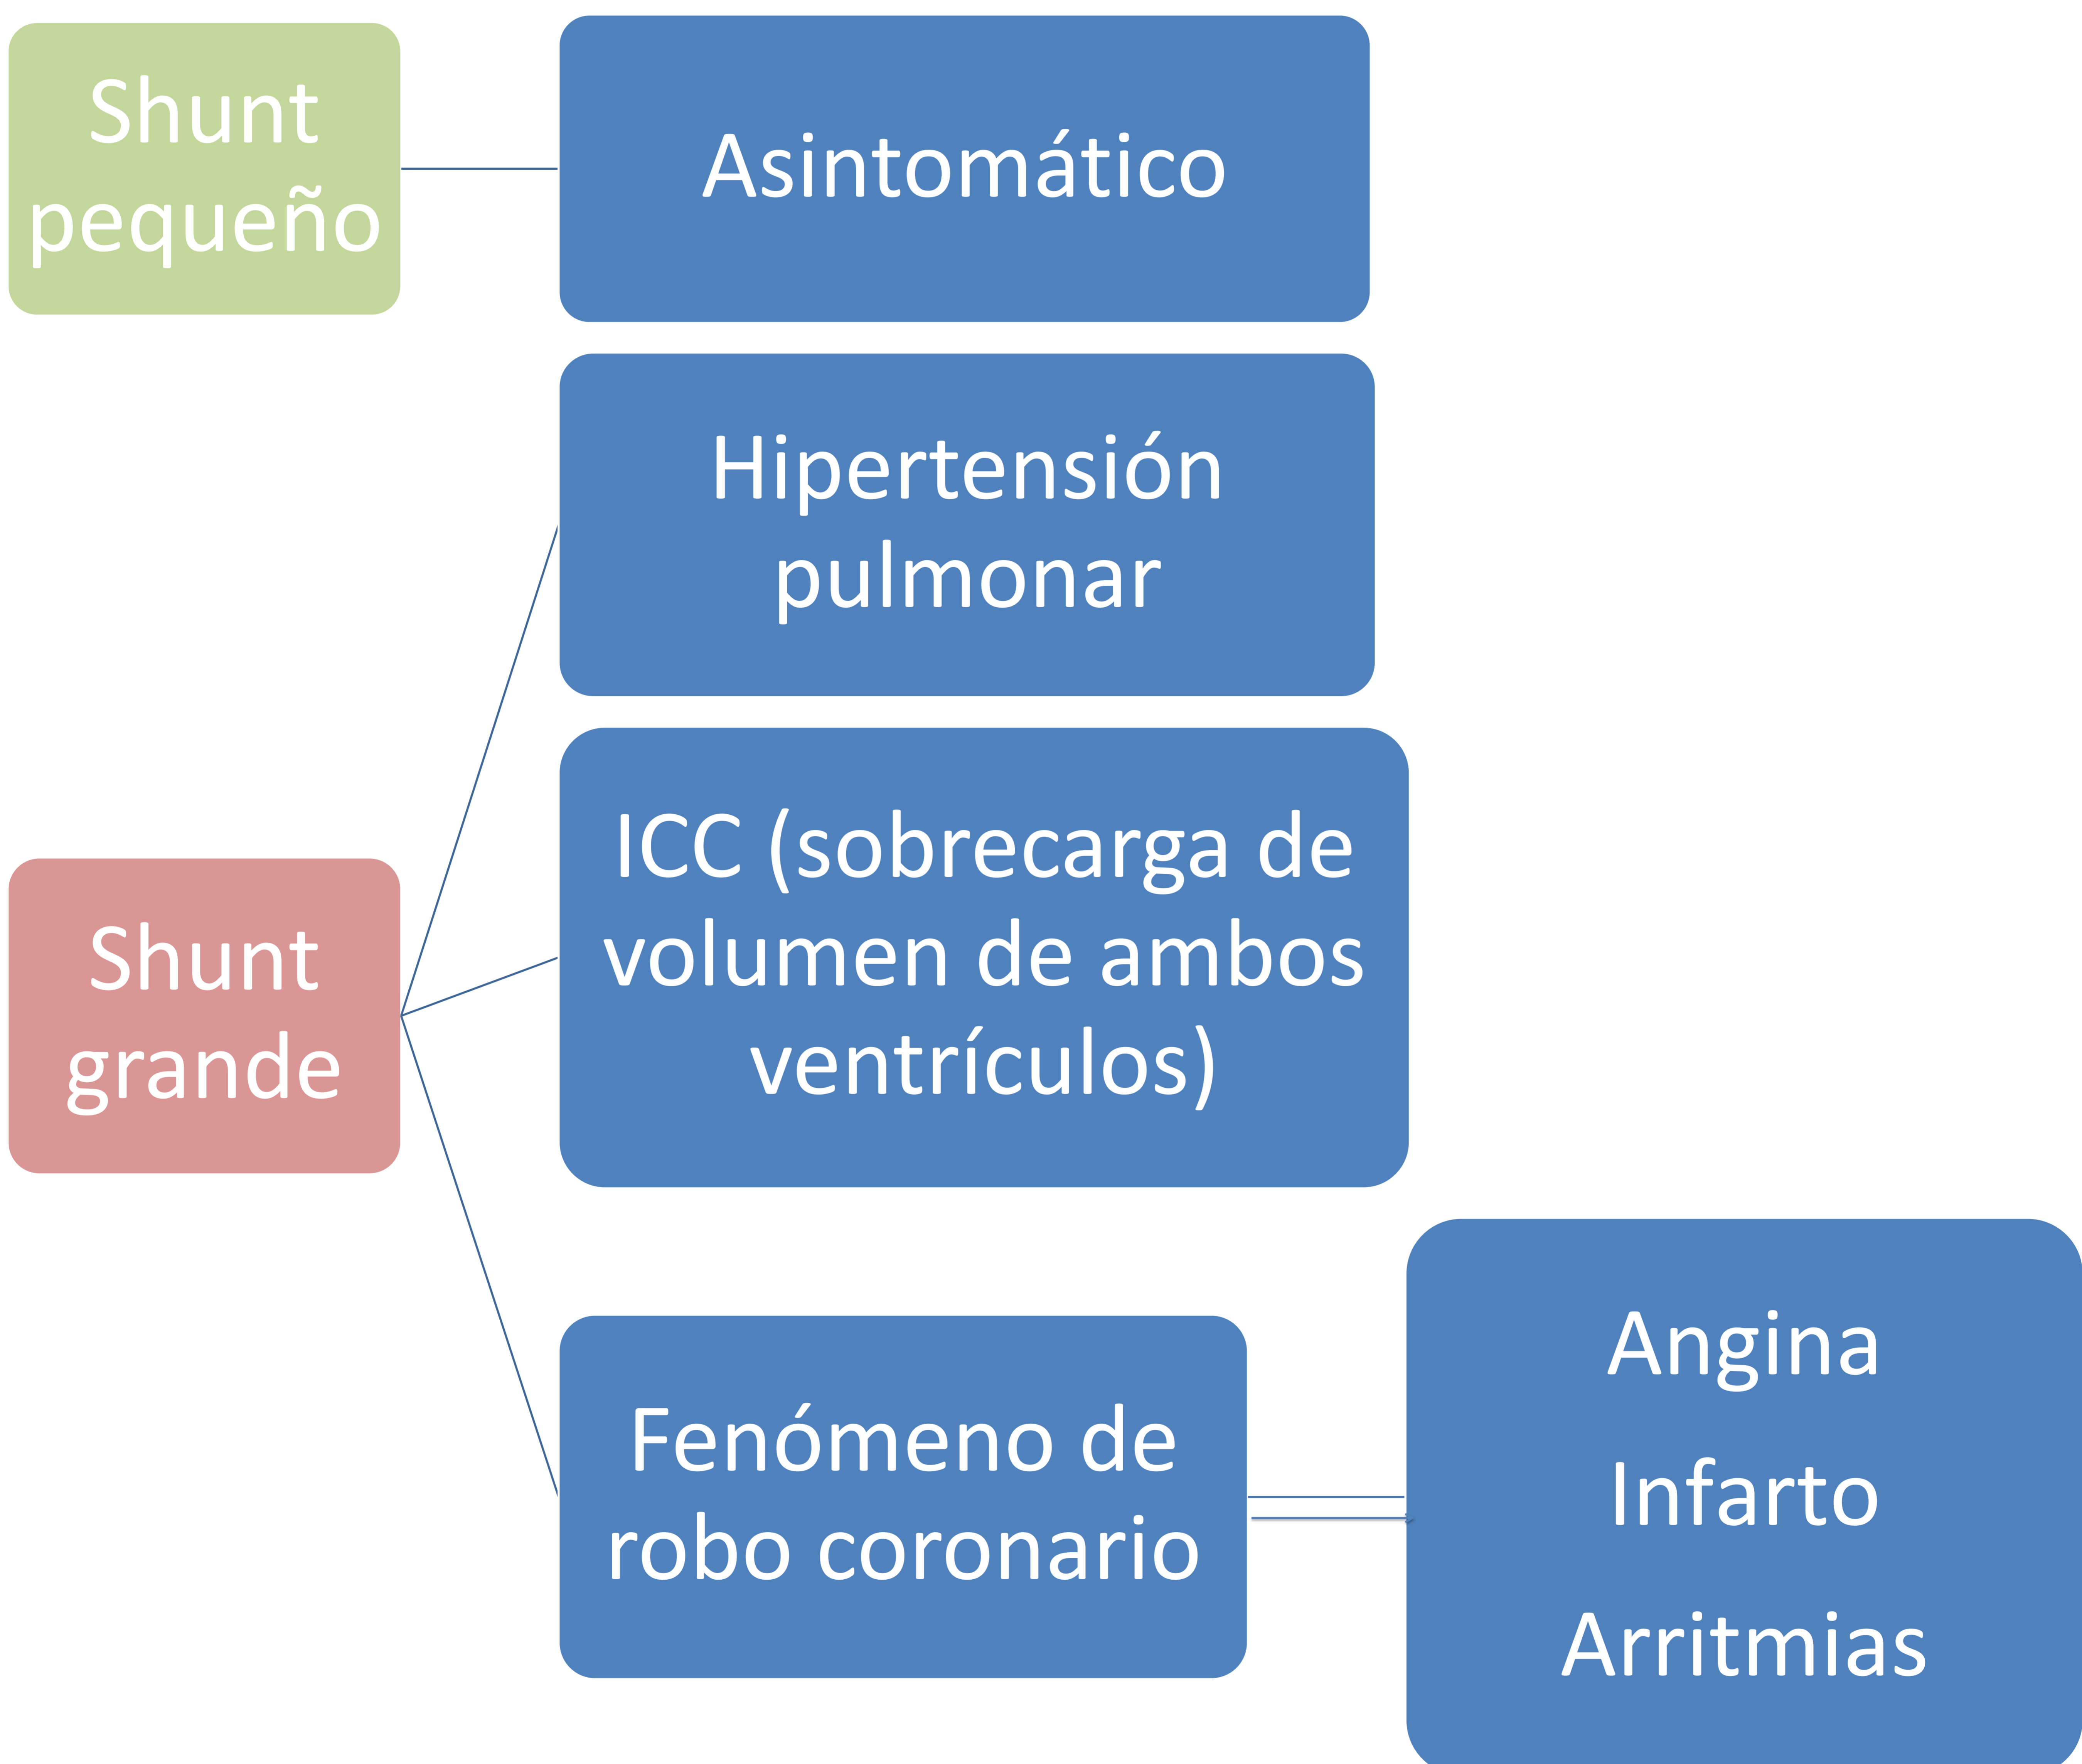 Shunt
pequeño
Asintomático
Hipertensión
pulmonar
Shunt
grande
ICC (sobrecarga de
volumen de ambos
ventrículos)
Fenómeno de
robo coronario
Angina
Infarto
Arritmias